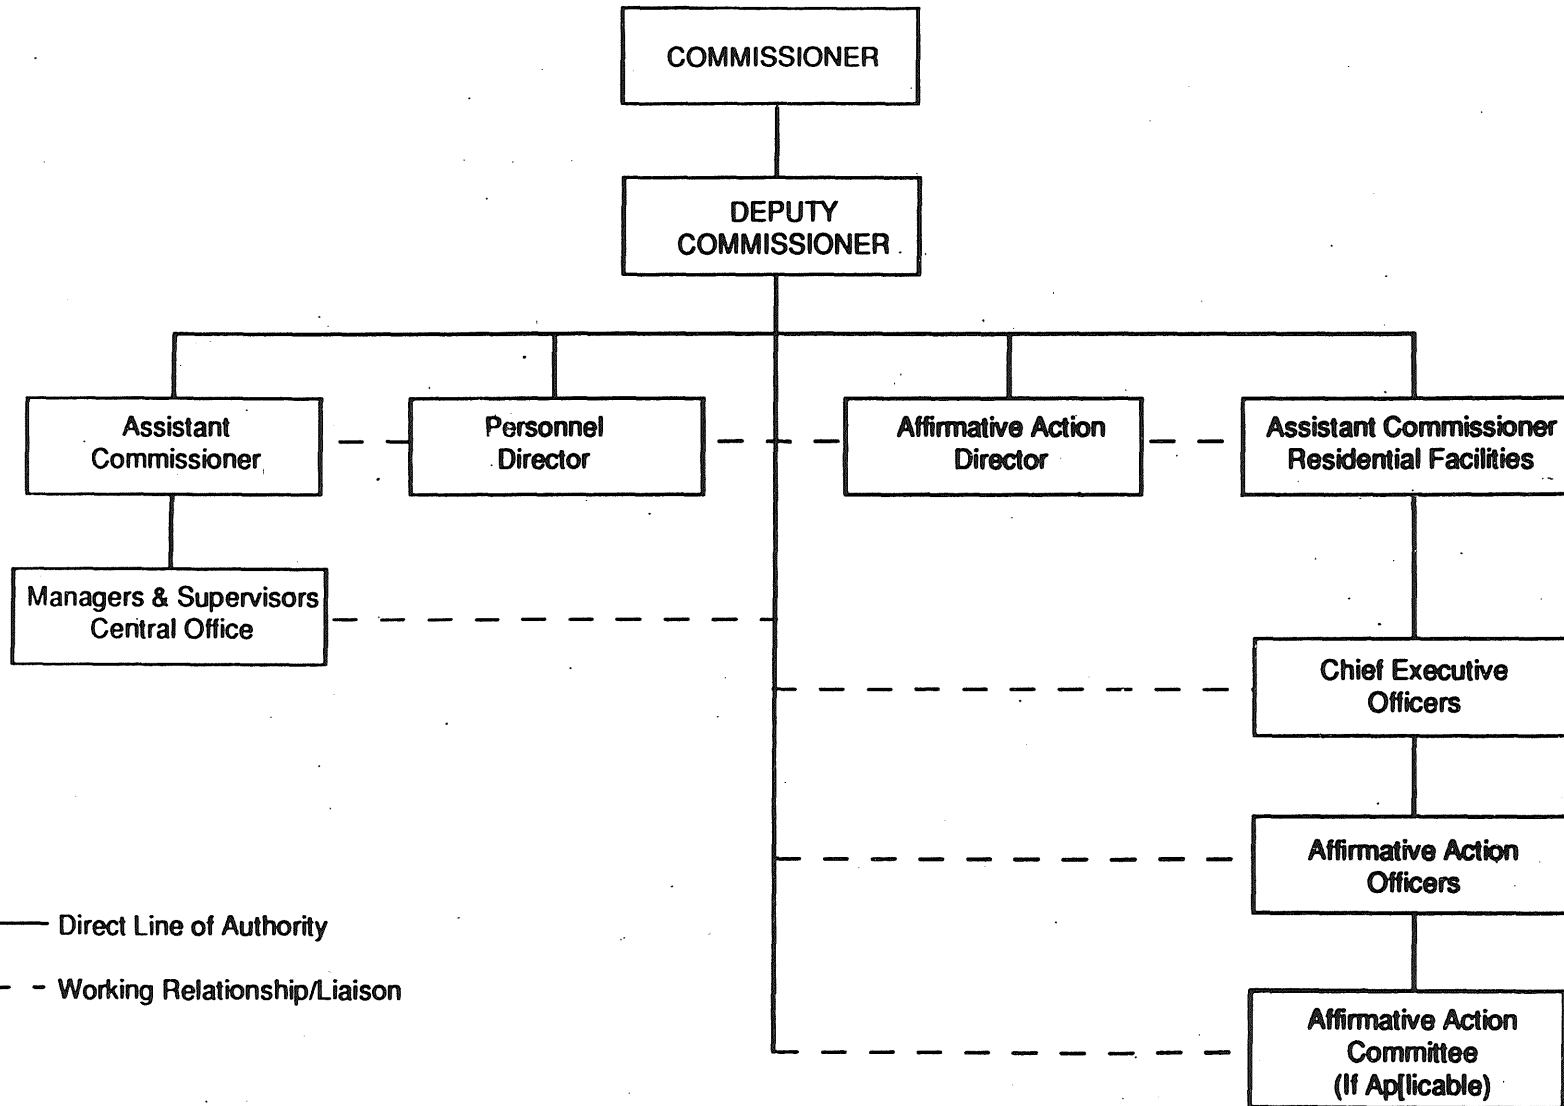 COMMISSIONER
DEPUTY
COMMISSIONER
Assistant
Commissioner
Personnel
Director
Affirmative Action
Director
Assistant Commissioner
Residential Facilities
Managers & Supervisors
Central Office
Chief Executive
Officers
Affirmative Action
Officers
Direct Line of Authority
Working Relationship/Liaison
Affirmative Action
Committee
(If Ap[licable)